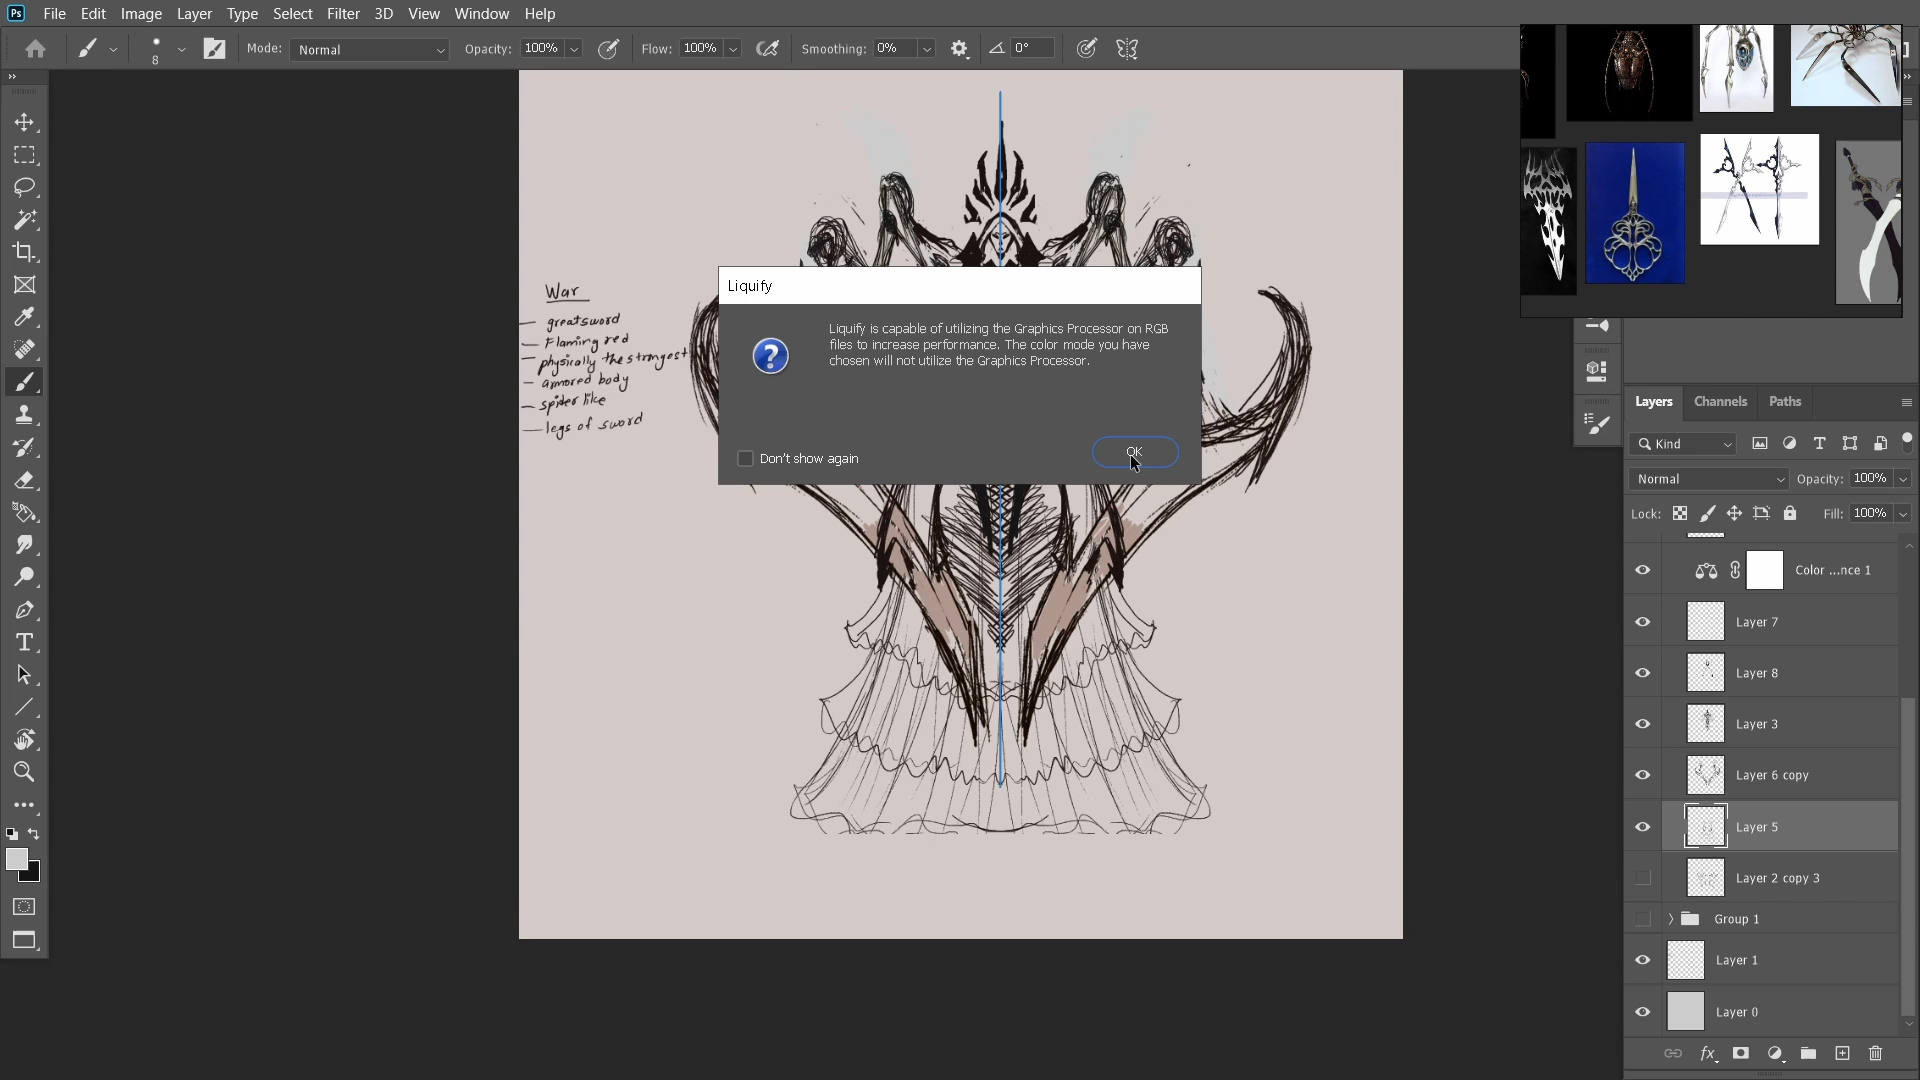 Ps File Edit Image Layer Type Select Filter 3D View Window Help
8 Mode: Normal Opacity: 100% Flow: 100% Smoothing: 0% 0°
War
— greatsword
— Flaming red
— physically the strongest
— armored body
— spider like
— legs of sword
Liquify
Liquify is capable of utilizing the Graphics Processor on RGB
files to increase performance. The color mode you have
chosen will not utilize the Graphics Processor.
Don't show again
OK
Layers Channels Paths
Kind
Normal Opacity: 100%
Lock: Fill: 100%
Color ...nce 1
Layer 7
Layer 8
Layer 3
Layer 6 copy
Layer 5
Layer 2 copy 3
Group 1
Layer 1
Layer 0
fx